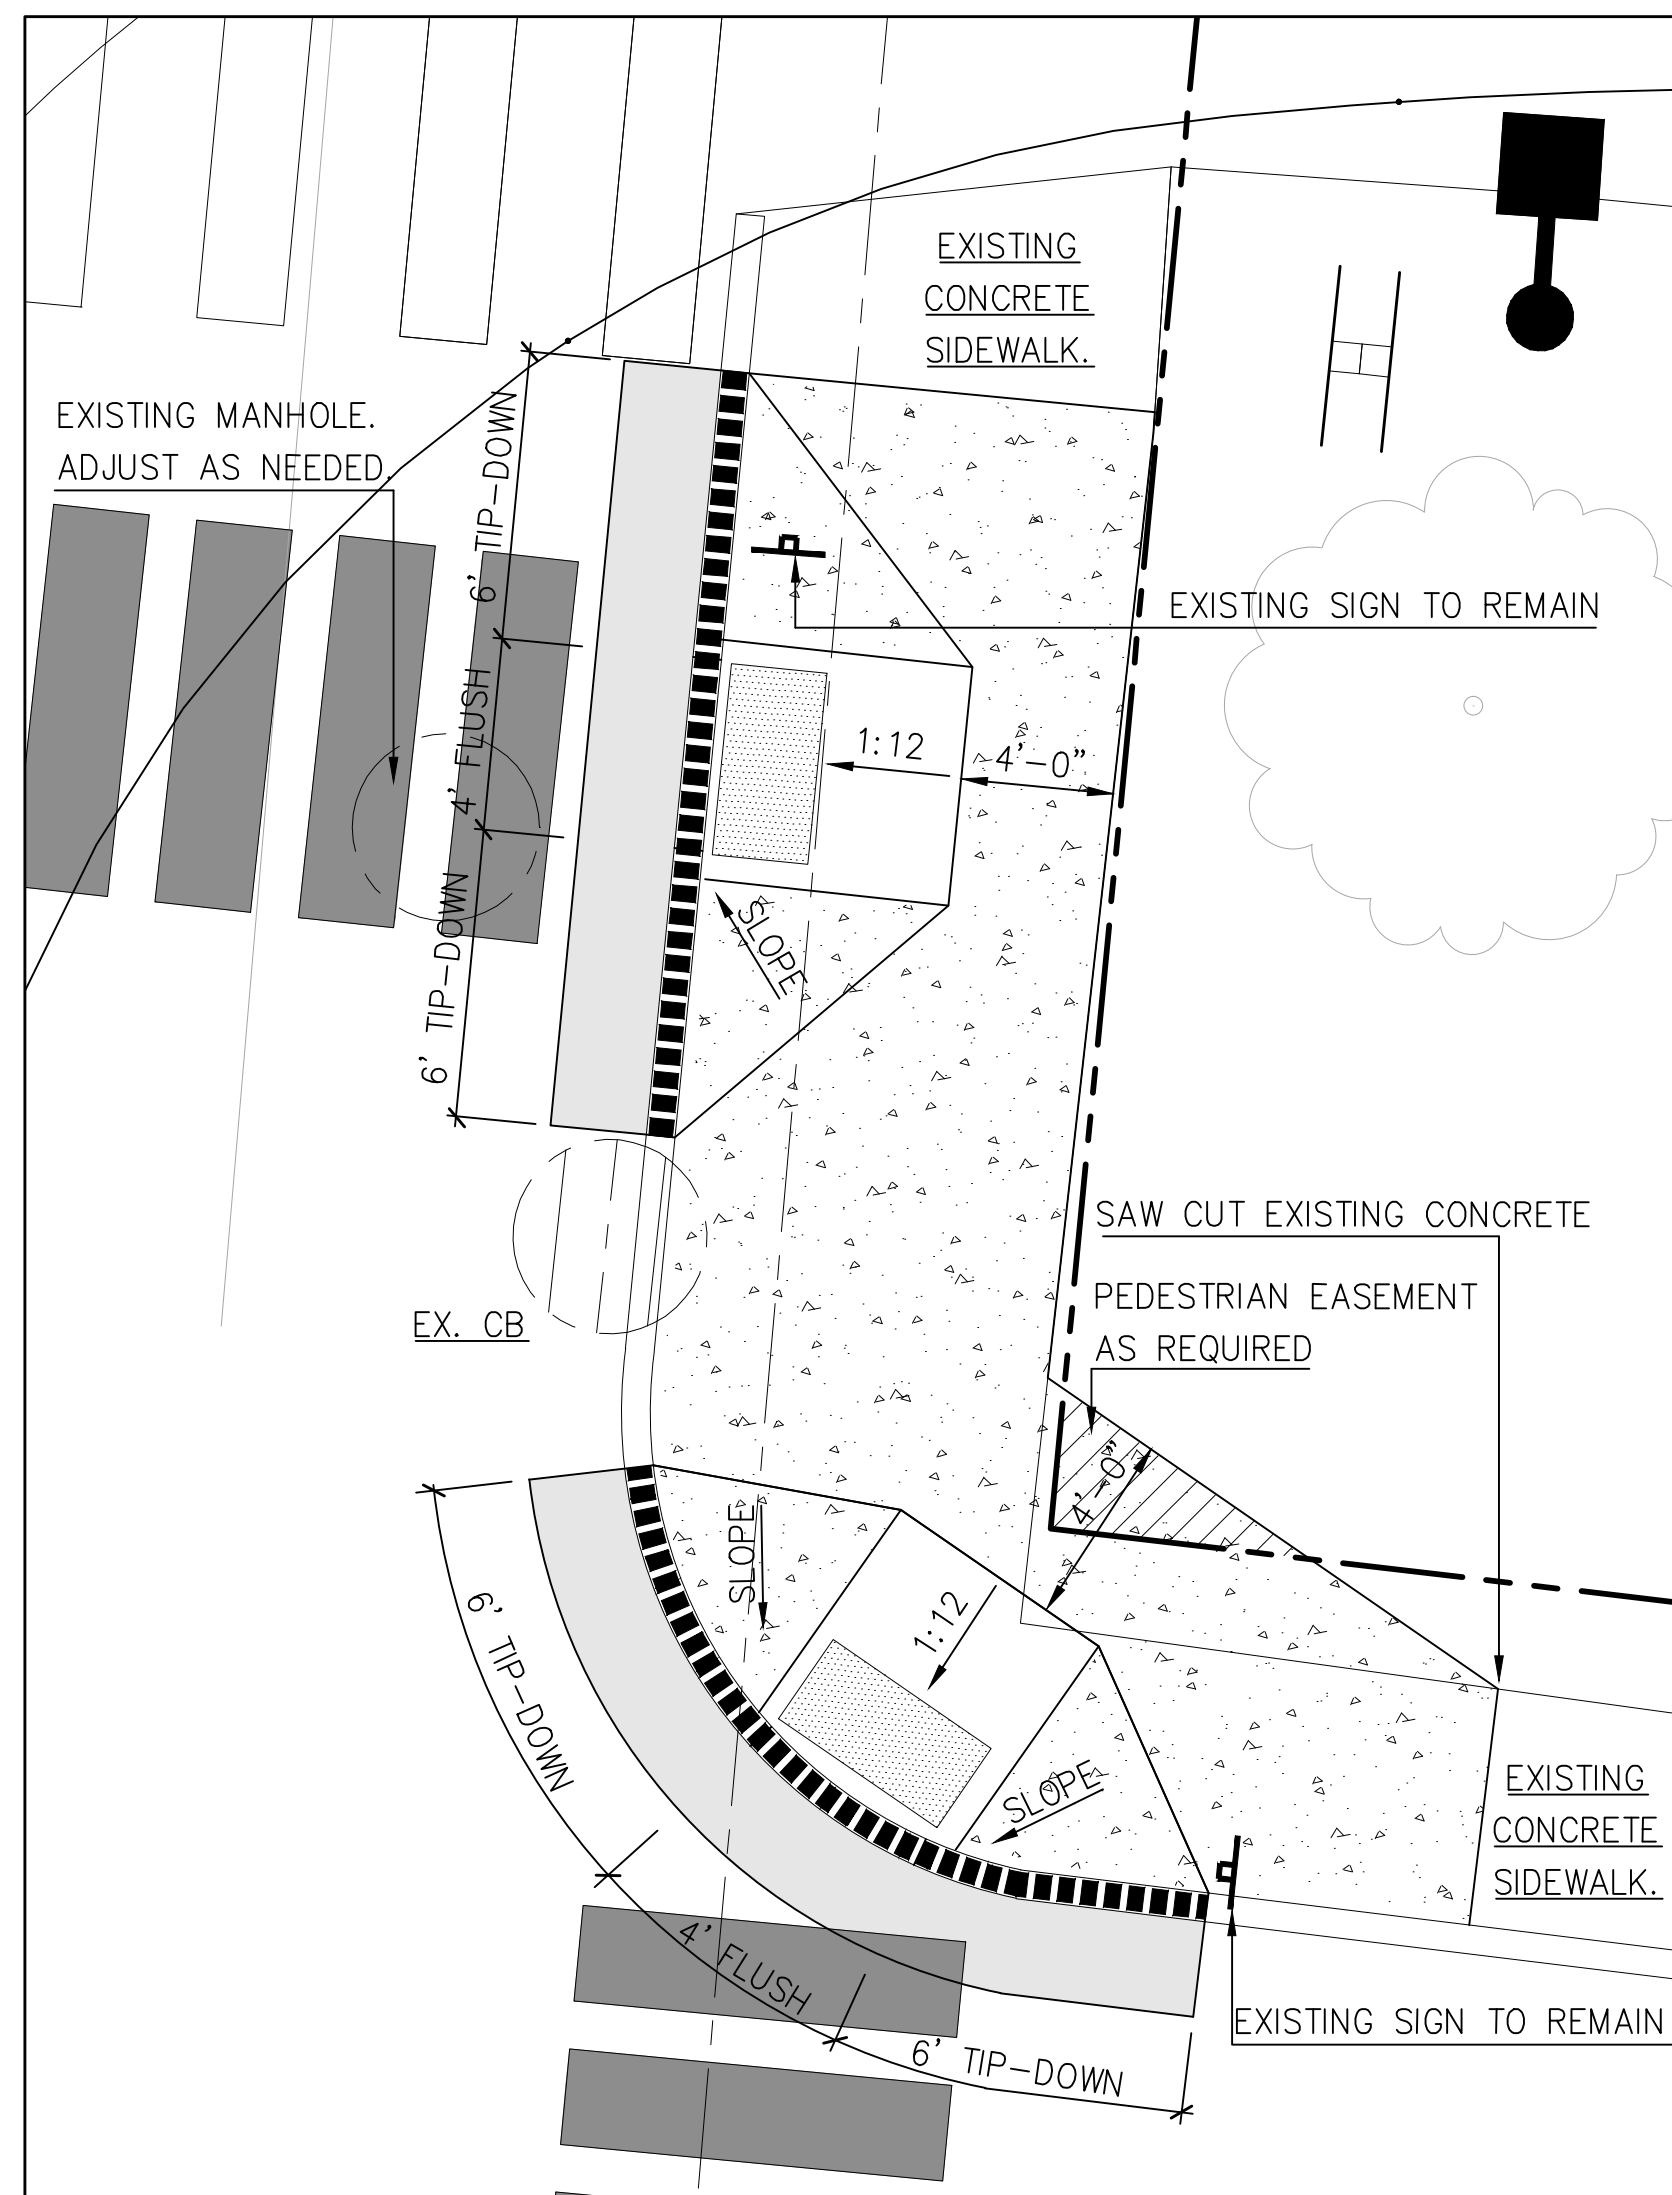 EXISTING
CONCRETE
SIDEWALK.
EXISTING MANHOLE.
ADJUST AS NEEDED.
6' TIP-DOWN
EXISTING SIGN TO REMAIN
4' FLUSH
1:12
4'-0"
6' TIP-DOWN
SLOPE
SAW CUT EXISTING CONCRETE
PEDESTRIAN EASEMENT
AS REQUIRED
EX. CB
4'-0"
SLOPE
1:12
6' TIP-DOWN
SLOPE
EXISTING
CONCRETE
SIDEWALK.
4' FLUSH
EXISTING SIGN TO REMAIN
6' TIP-DOWN